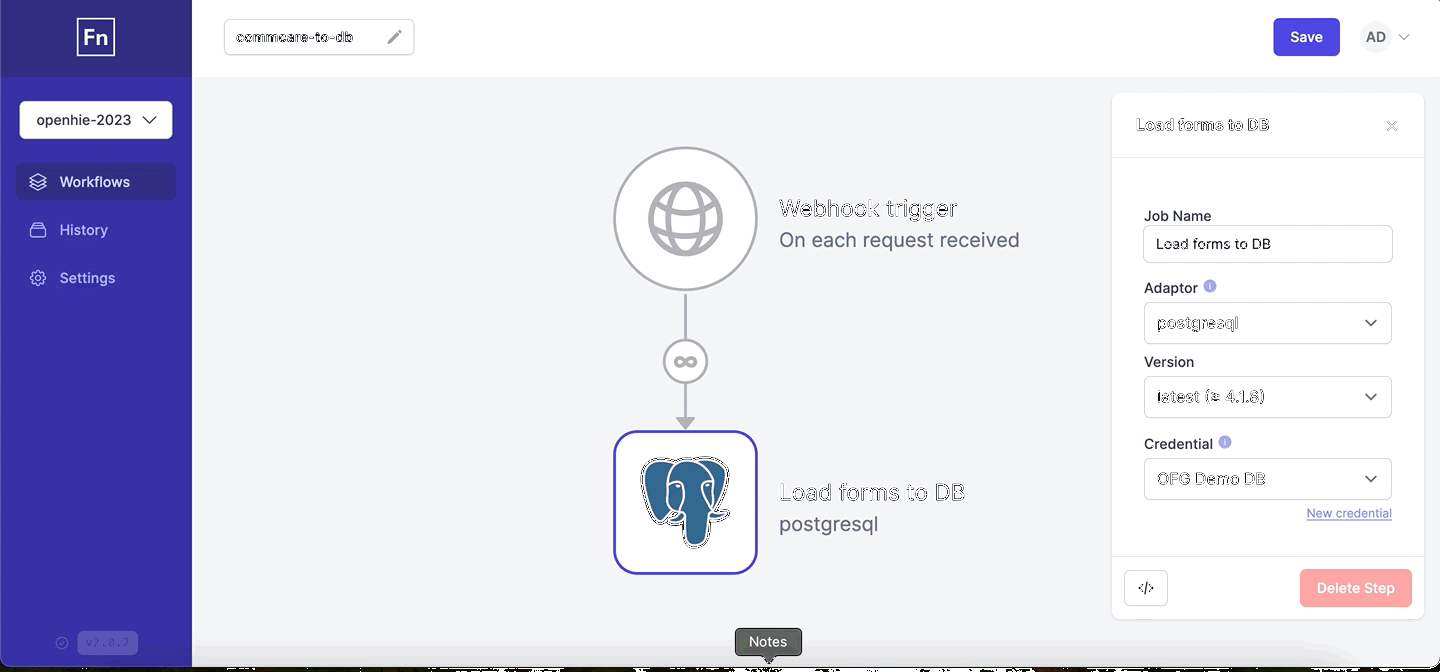 Fn
commcare-to-db
Save
AD
openhie-2023
Workflows
History
Settings
v2.0.7
Webhook trigger
On each request received
Load forms to DB
postgresql
Load forms to DB
Job Name
Load forms to DB
Adaptor
postgresql
Version
latest (≥ 4.1.8)
Credential
OFG Demo DB
New credential
</>
Delete Step
Notes